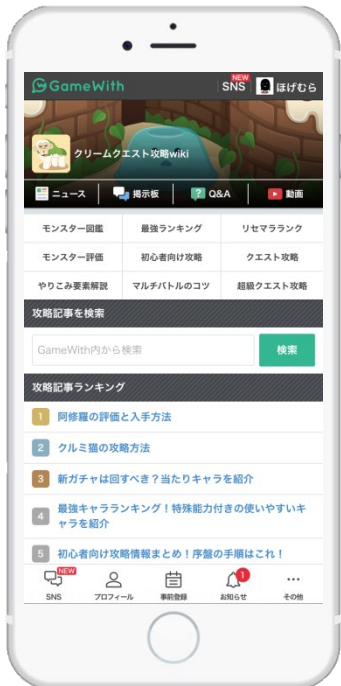 GameWith
NEW
SNS
ほげむら
クリームクエスト攻略wiki
ニュース
掲示板
Q&A
動画
モンスター図鑑
最強ランキング
リセマラランク
モンスター評価
初心者向け攻略
クエスト攻略
やりこみ要素解説
マルチバトルのコツ
超級クエスト攻略
攻略記事を検索
GameWith内から検索
検索
攻略記事ランキング
1 阿修羅の評価と入手方法
2 クルミ猫の攻略方法
3 新ガチャは回すべき？当たりキャラを紹介
4 最強キャラランキング！特殊能力付きの使いやすいキ
ャラを紹介
5 初心者向け攻略情報まとめ！序盤の手順はこれ！
NEW
1
SNS
プロフィール
事前登録
お知らせ
その他